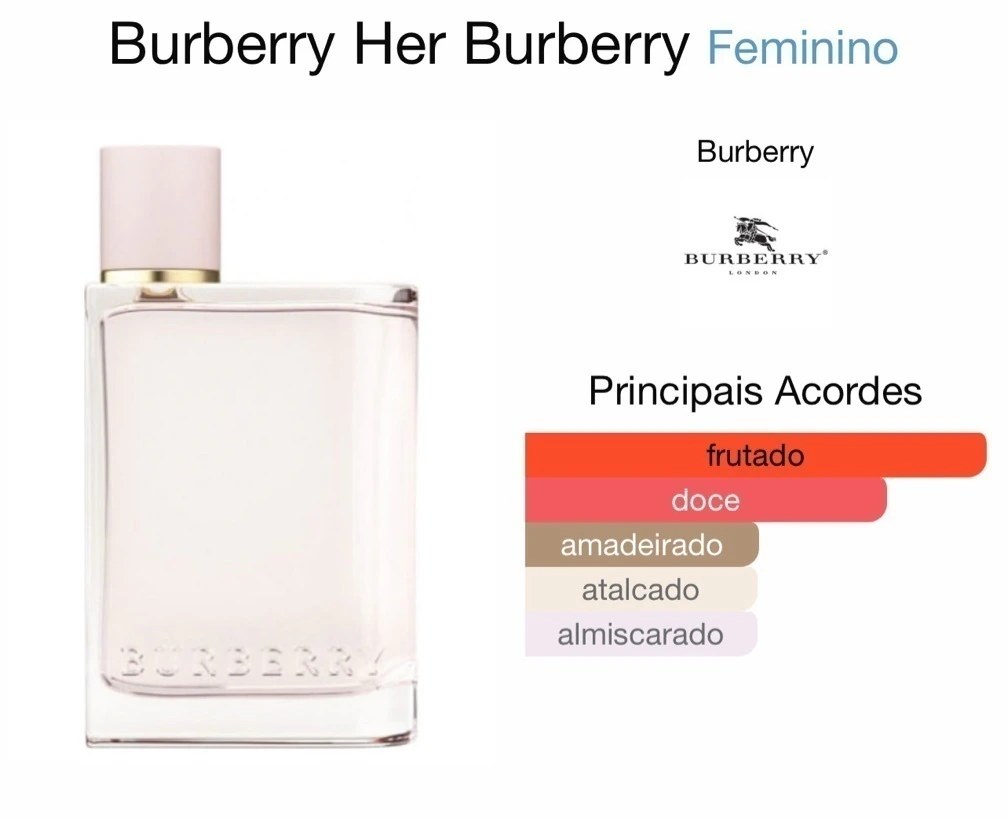 Burberry Her Burberry Feminino
Burberry
BURBERRY®
LONDON
Principais Acordes
frutado
doce
amadeirado
atalcado
almiscarado
BURBERRY